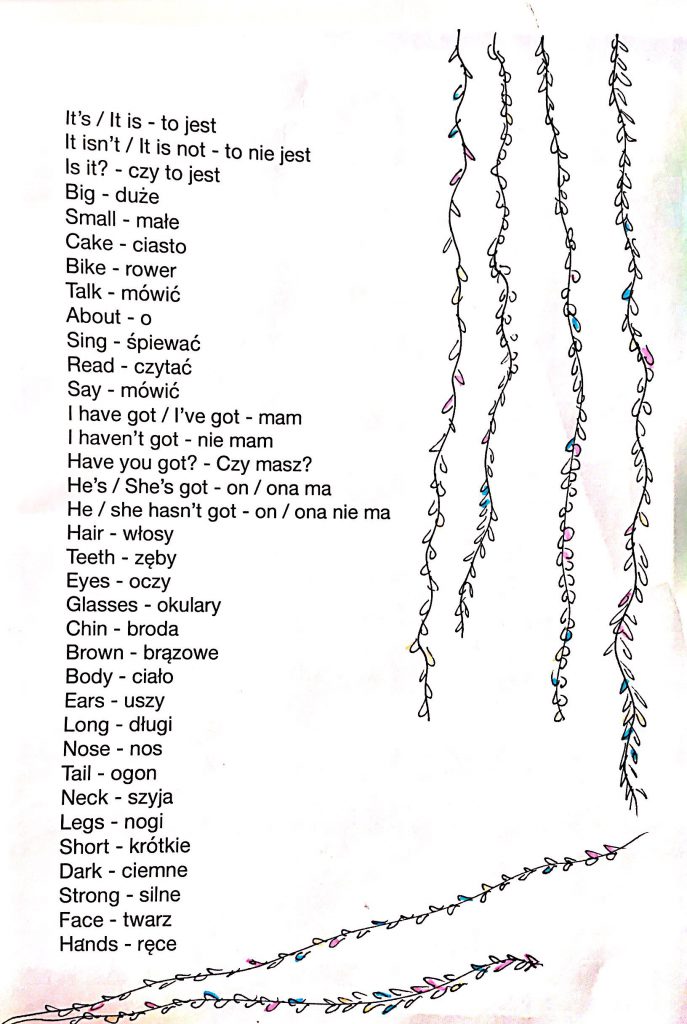 It's / It is - to jest
It isn't / It is not - to nie jest
Is it? - czy to jest
Big - duże
Small - małe
Cake - ciasto
Bike - rower
Talk - mówić
About - o
Sing - śpiewać
Read - czytać
Say - mówić
I have got / I've got - mam
I haven't got - nie mam
Have you got? - Czy masz?
He's / She's got - on / ona ma
He / she hasn't got - on / ona nie ma
Hair - włosy
Teeth - zęby
Eyes - oczy
Glasses - okulary
Chin - broda
Brown - brązowe
Body - ciało
Ears - uszy
Long - długi
Nose - nos
Tail - ogon
Neck - szyja
Legs - nogi
Short - krótkie
Dark - ciemne
Strong - silne
Face - twarz
Hands - ręce